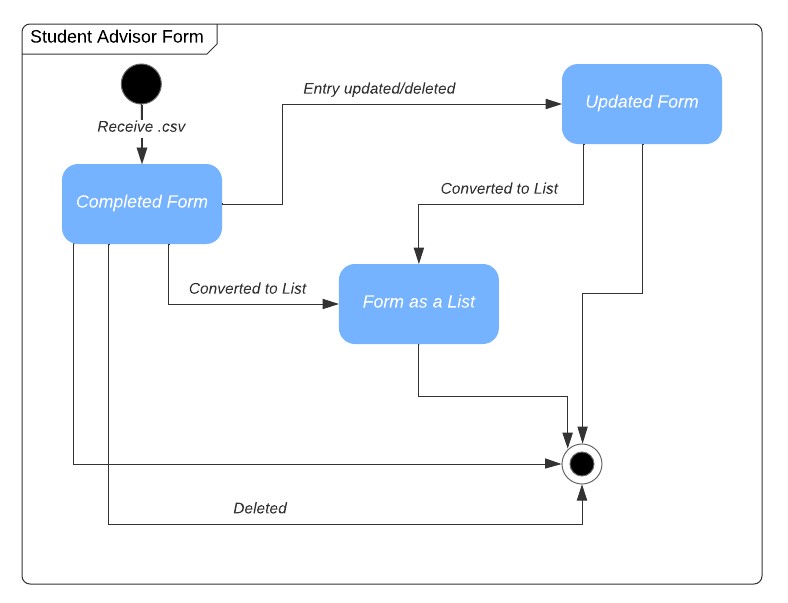 Student Advisor Form
Entry updated/deleted
Updated Form
Receive .csv
Completed Form
Converted to List
Converted to List
Form as a List
Deleted